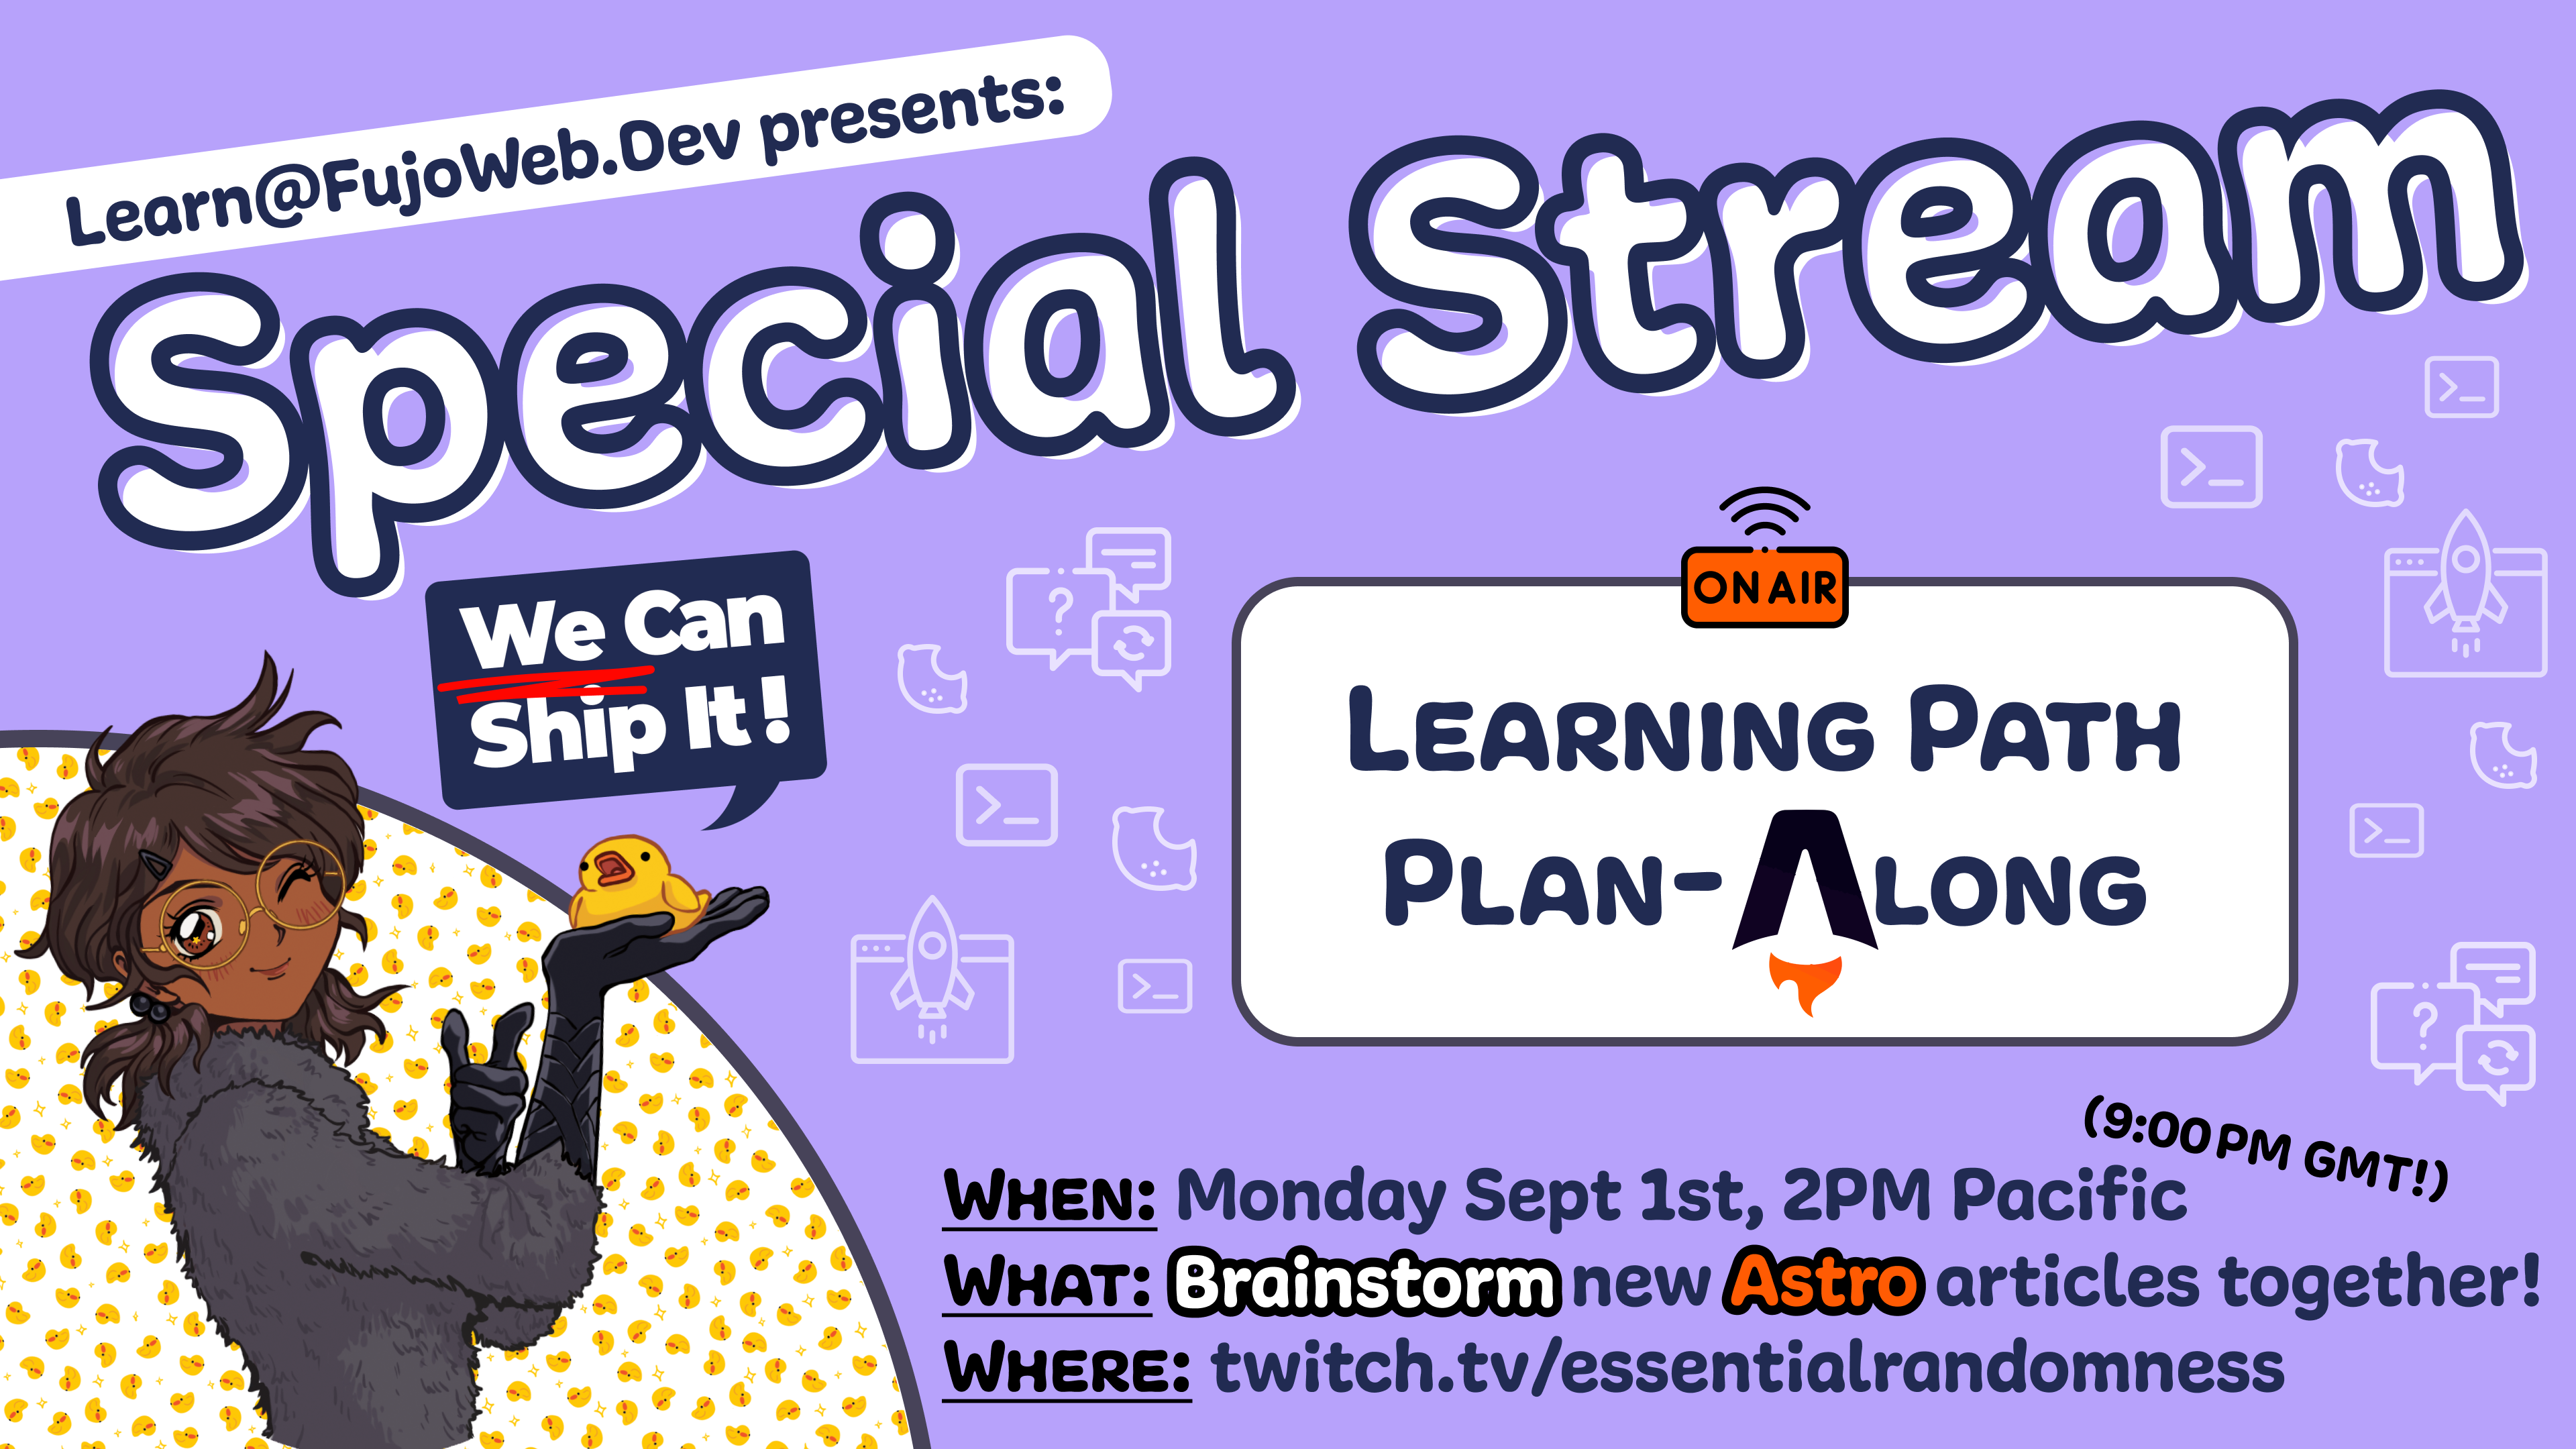 Learn@FujoWeb.Dev presents:
Special Stream
We Can
Ship It!
ON AIR
Learning Path
Plan-Along
(9:00PM GMT!)
When: Monday Sept 1st, 2PM Pacific
What: Brainstorm new Astro articles together!
Where: twitch.tv/essentialrandomness